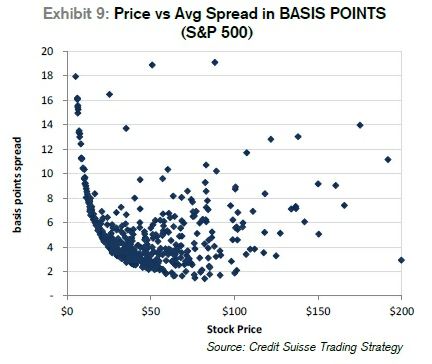 Exhibit 9: Price vs Avg Spread in BASIS POINTS
(S&P 500)
20
18
16
14
12
10
8
6
4
2
-
basis points spread
$0 $50 $100 $150 $200
Stock Price
Source: Credit Suisse Trading Strategy